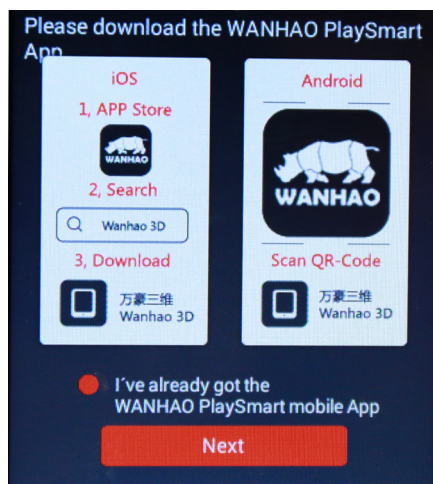 Please download the WANHAO PlaySmart
App
iOS
1, APP Store
WANHAO
2, Search
Wanhao 3D
3, Download
万豪三维
Wanhao 3D
Android
WANHAO
Scan QR-Code
万豪三维
Wanhao 3D
I´ve already got the
WANHAO PlaySmart mobile App
Next